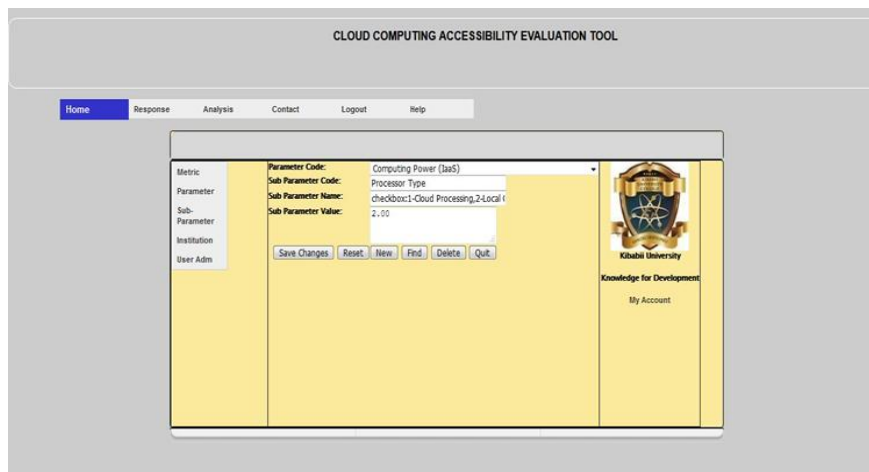 CLOUD COMPUTING ACCESSIBILITY EVALUATION TOOL
Home Response Analysis Contact Logout Help
Metric
Parameter
Sub-
Parameter
Institution
User Adm
Parameter Code: Computing Power (IaaS)
Sub Parameter Code: Processor Type
Sub Parameter Name: checkbox:1-Cloud Processing,2-Local
Sub Parameter Value: 2.00
Save Changes Reset New Find Delete Quit
Kibabii University
Knowledge for Development
My Account